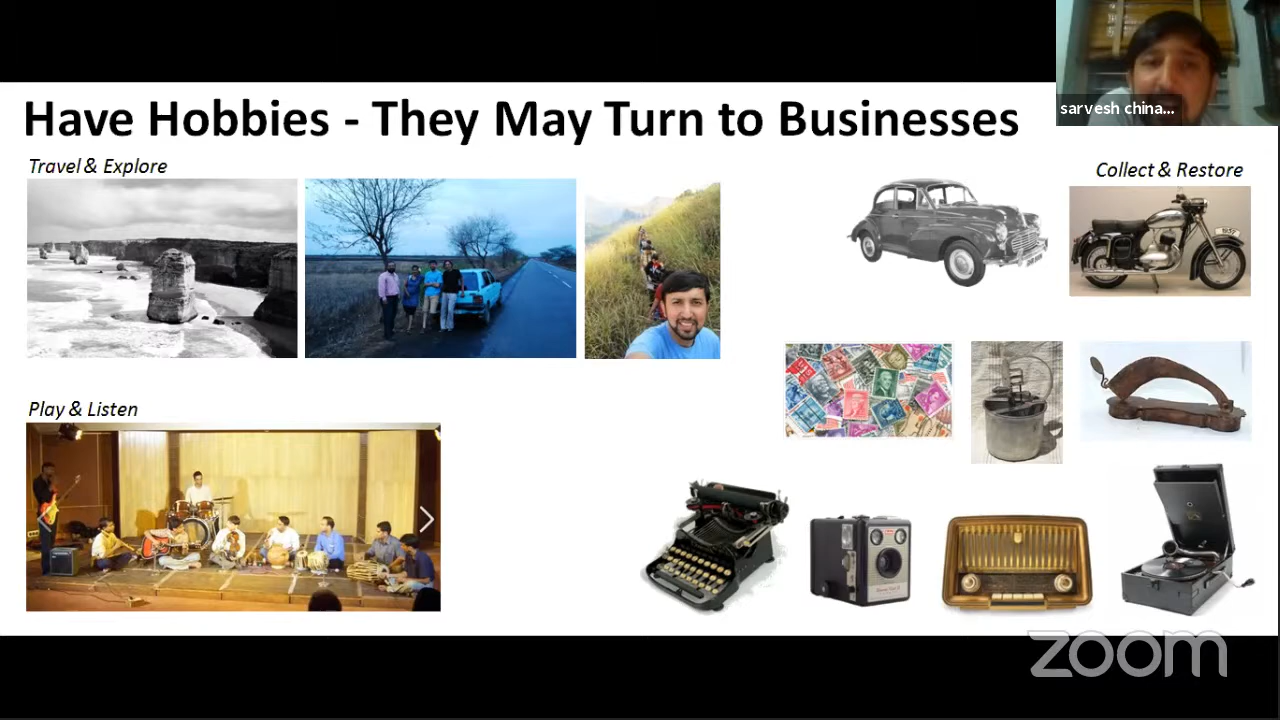 Have Hobbies - They May Turn to Businesses
sarvesh china...
Travel & Explore
Collect & Restore
Play & Listen
zoom